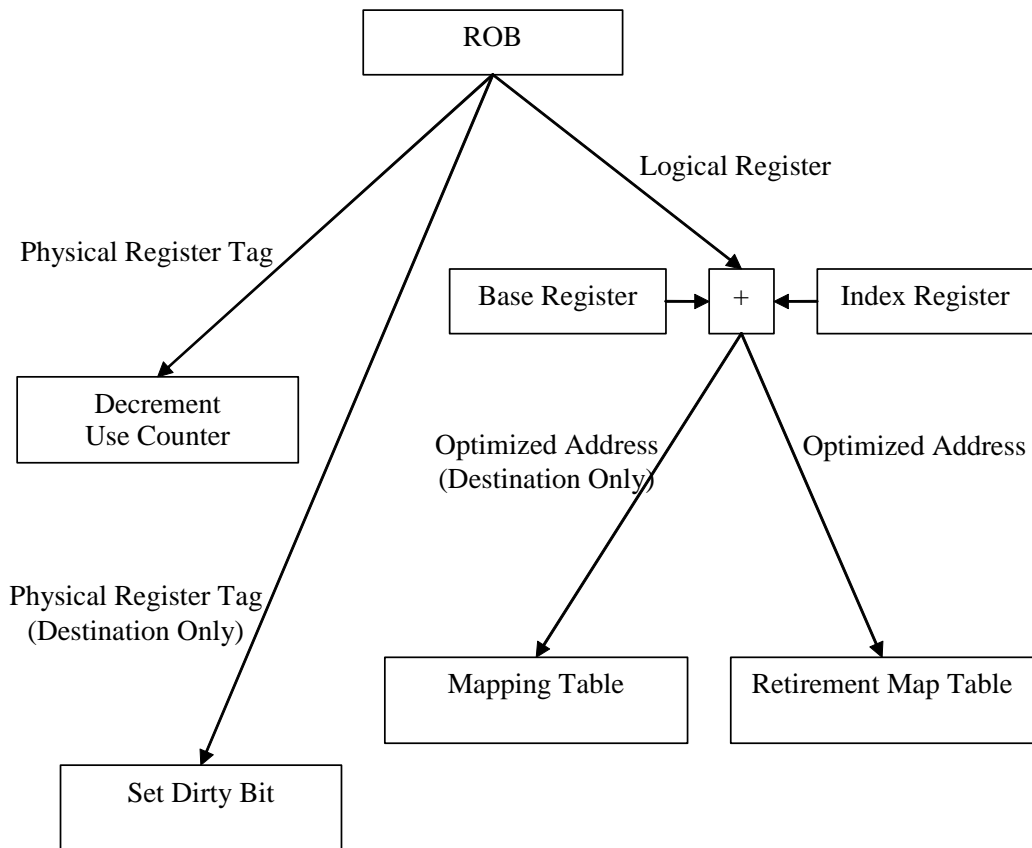 ROB
Logical Register
Physical Register Tag
Base Register
+
Index Register
Decrement
Use Counter
Optimized Address
(Destination Only)
Optimized Address
Physical Register Tag
(Destination Only)
Mapping Table
Retirement Map Table
Set Dirty Bit